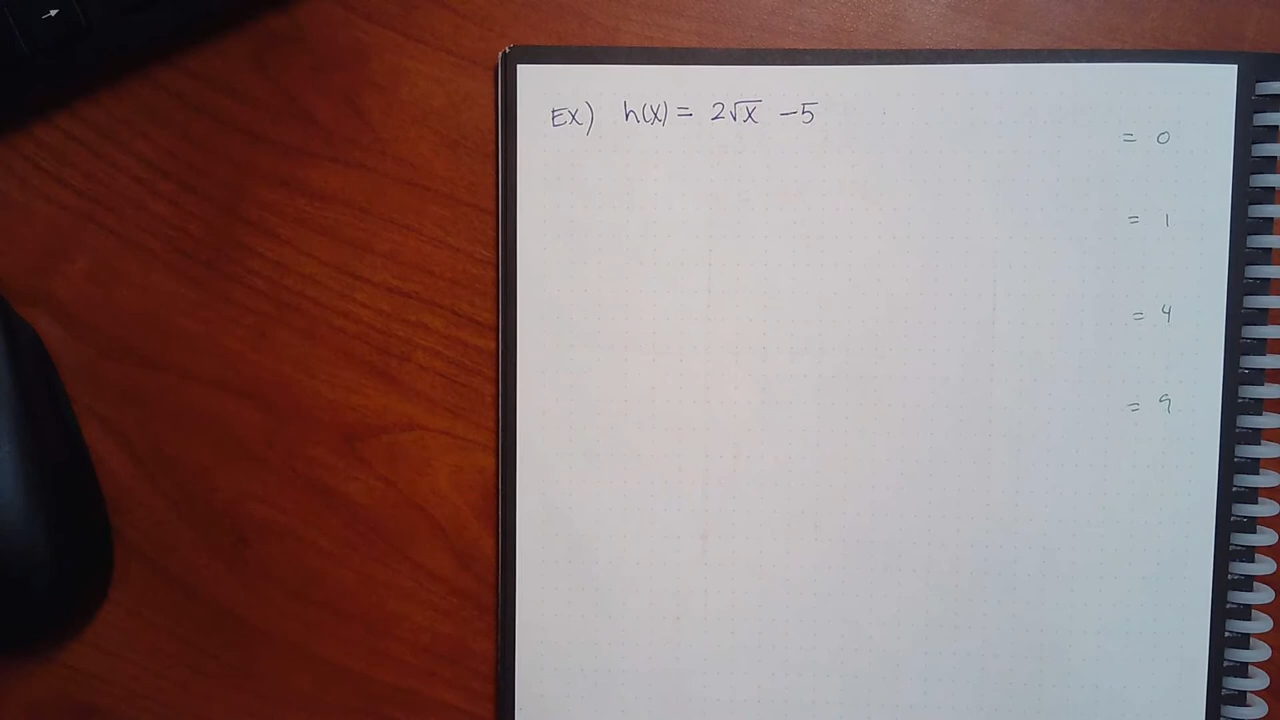 EX) h(x) = 2√x - 5
= 0
= 1
= 4
= 9